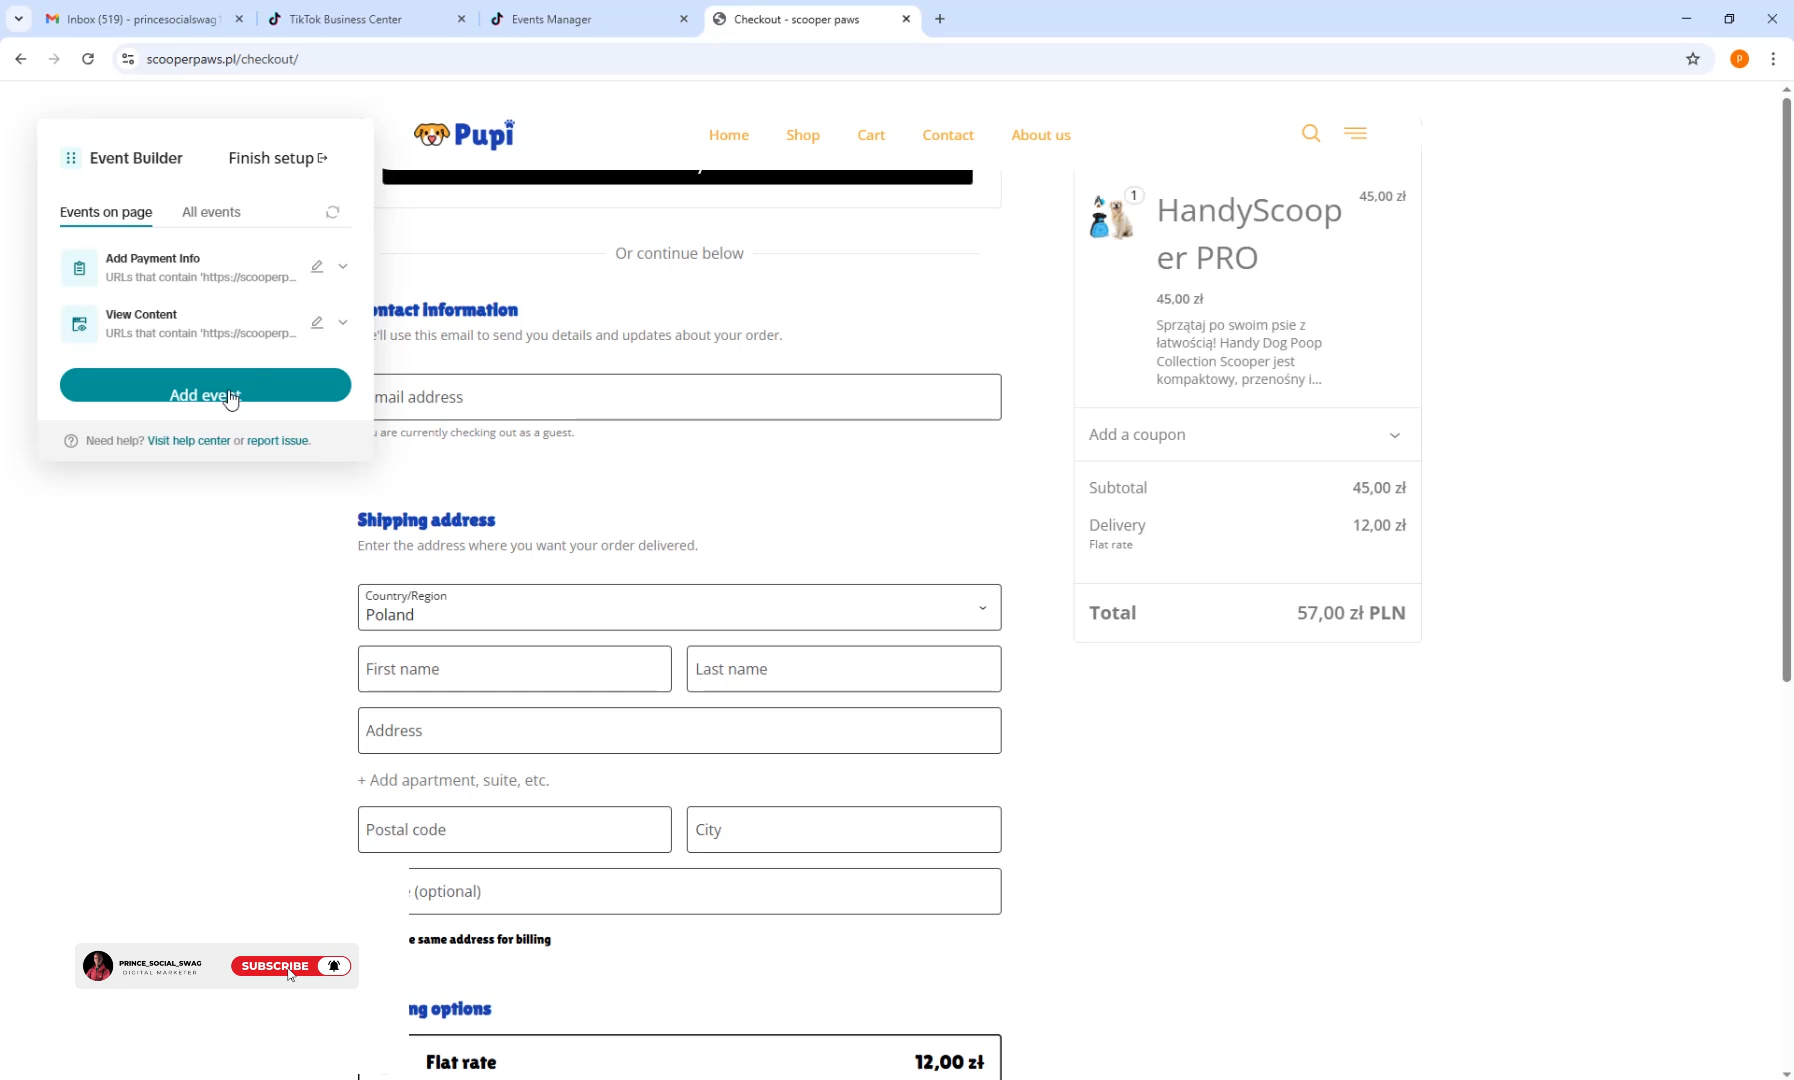 Inbox (519) - princesocialswag1
TikTok Business Center
Events Manager
Checkout - scooper paws
scooperpaws.pl/checkout/
P
Event Builder
Finish setup
Events on page
All events
Add Payment Info
URLs that contain 'https://scooperp...
View Content
URLs that contain 'https://scooperp...
Add event
Need help? Visit help center or report issue.
Pupi
Home
Shop
Cart
Contact
About us
Or continue below
ontact information
e'll use this email to send you details and updates about your order.
mail address
u are currently checking out as a guest.
Shipping address
Enter the address where you want your order delivered.
Country/Region
Poland
First name
Last name
Address
+ Add apartment, suite, etc.
Postal code
City
(optional)
e same address for billing
ng options
Flat rate
12,00 zł
1
HandyScoop
er PRO
45,00 zł
45,00 zł
Sprzątaj po swoim psie z
łatwością! Handy Dog Poop
Collection Scooper jest
kompaktowy, przenośny i...
Add a coupon
Subtotal
45,00 zł
Delivery
12,00 zł
Flat rate
Total
57,00 zł PLN
PRINCE_SOCIAL_SWAG
DIGITAL MARKETER
SUBSCRIBE